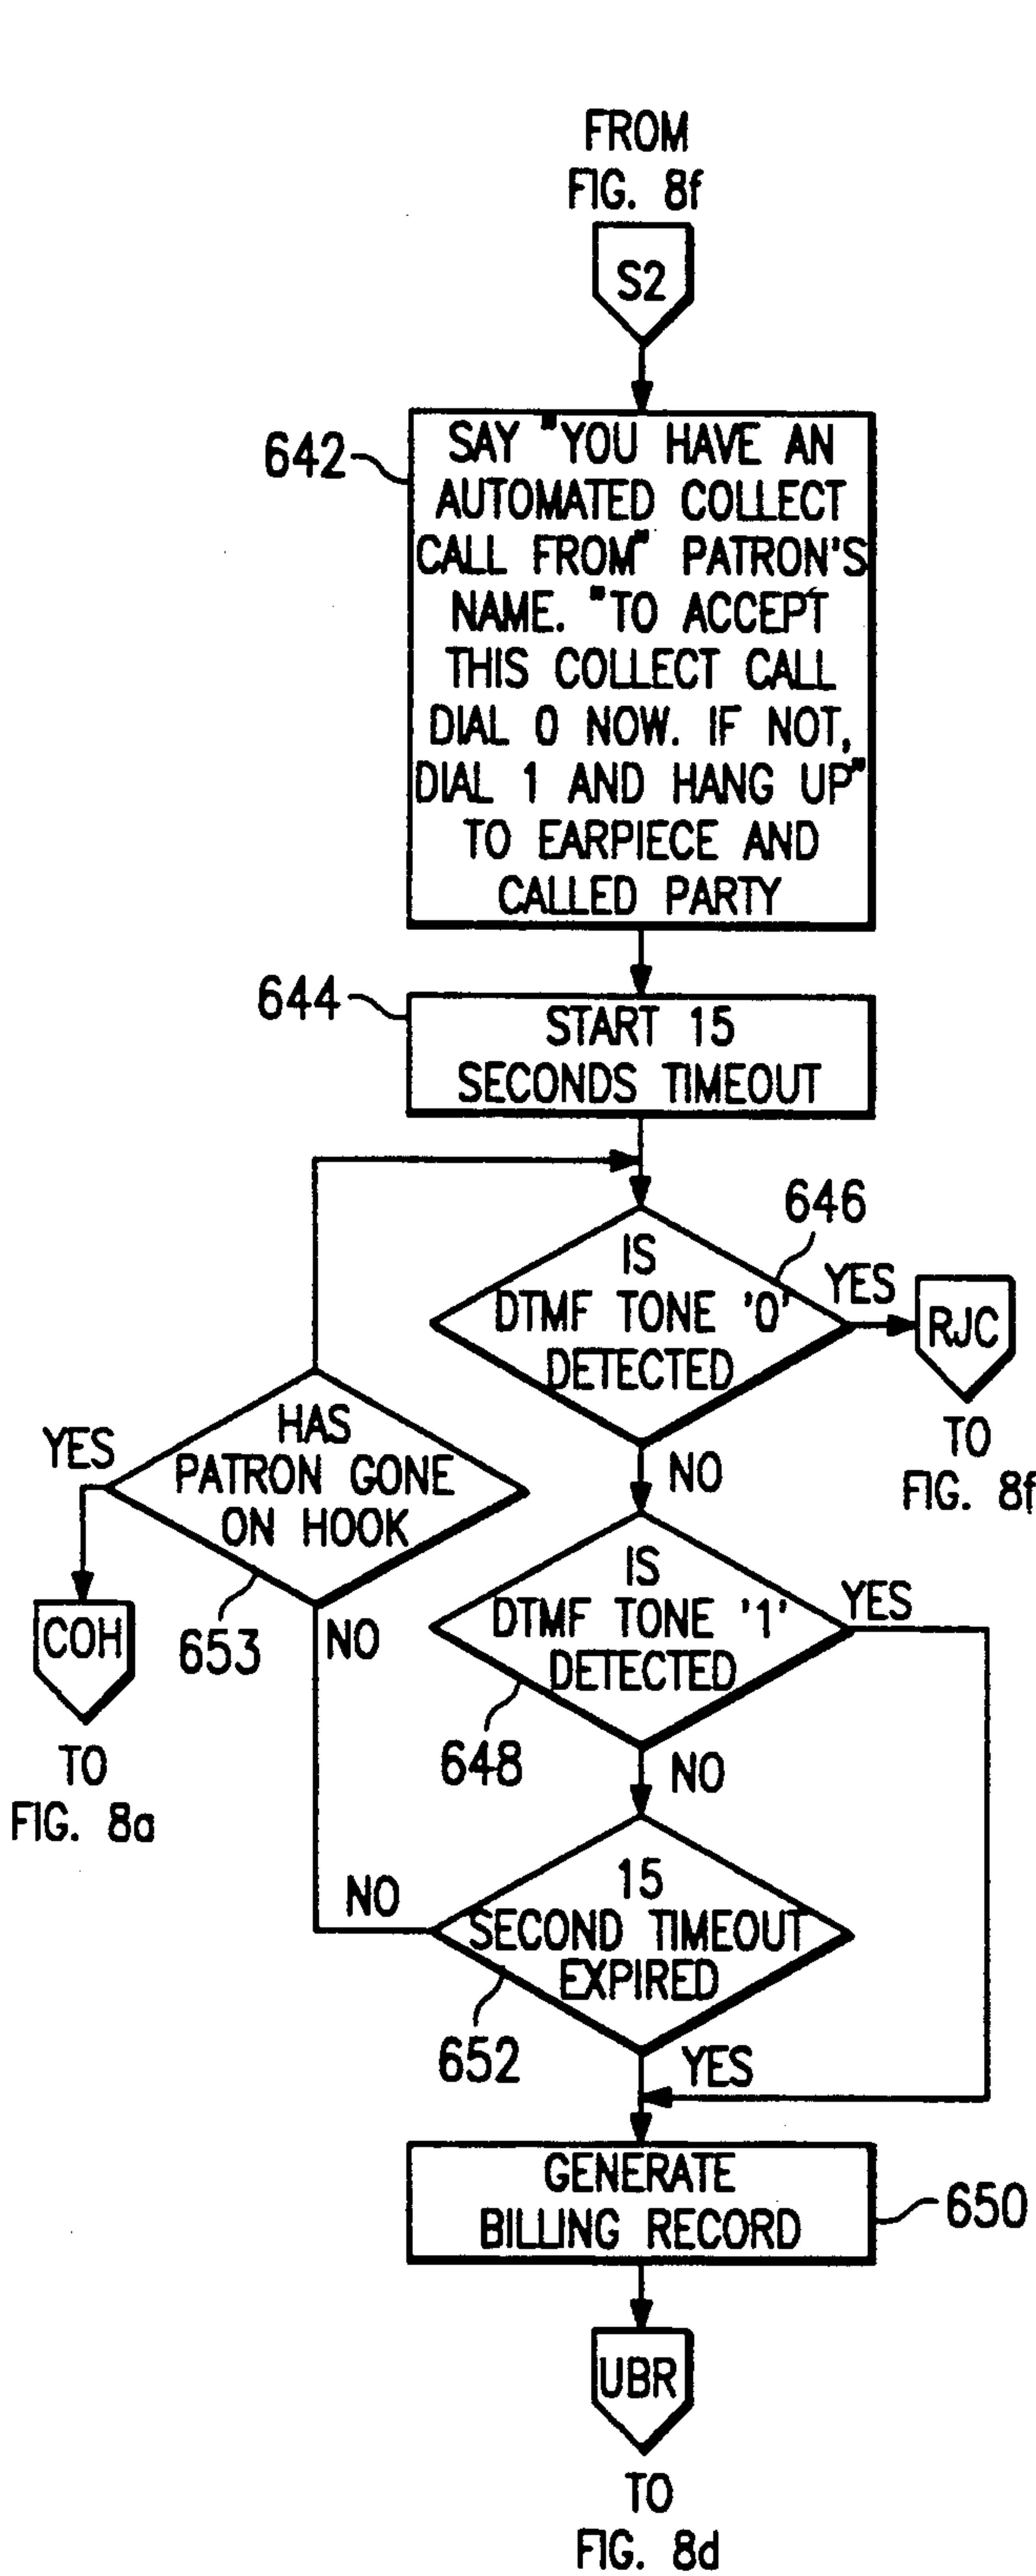 FROM
FIG. 8f
S2
642
SAY "YOU HAVE AN
AUTOMATED COLLECT
CALL FROM" PATRON'S
NAME. "TO ACCEPT
THIS COLLECT CALL
DIAL 0 NOW. IF NOT,
DIAL 1 AND HANG UP"
TO EARPIECE AND
CALLED PARTY
644
START 15
SECONDS TIMEOUT
646
IS
DTMF TONE '0'
DETECTED
YES
RJC
TO
FIG. 8f
NO
HAS
PATRON GONE
ON HOOK
YES
COH
TO
FIG. 8a
653
NO
IS
DTMF TONE '1'
DETECTED
YES
648
NO
15
SECOND TIMEOUT
EXPIRED
NO
652
YES
GENERATE
BILLING RECORD
650
UBR
TO
FIG. 8d